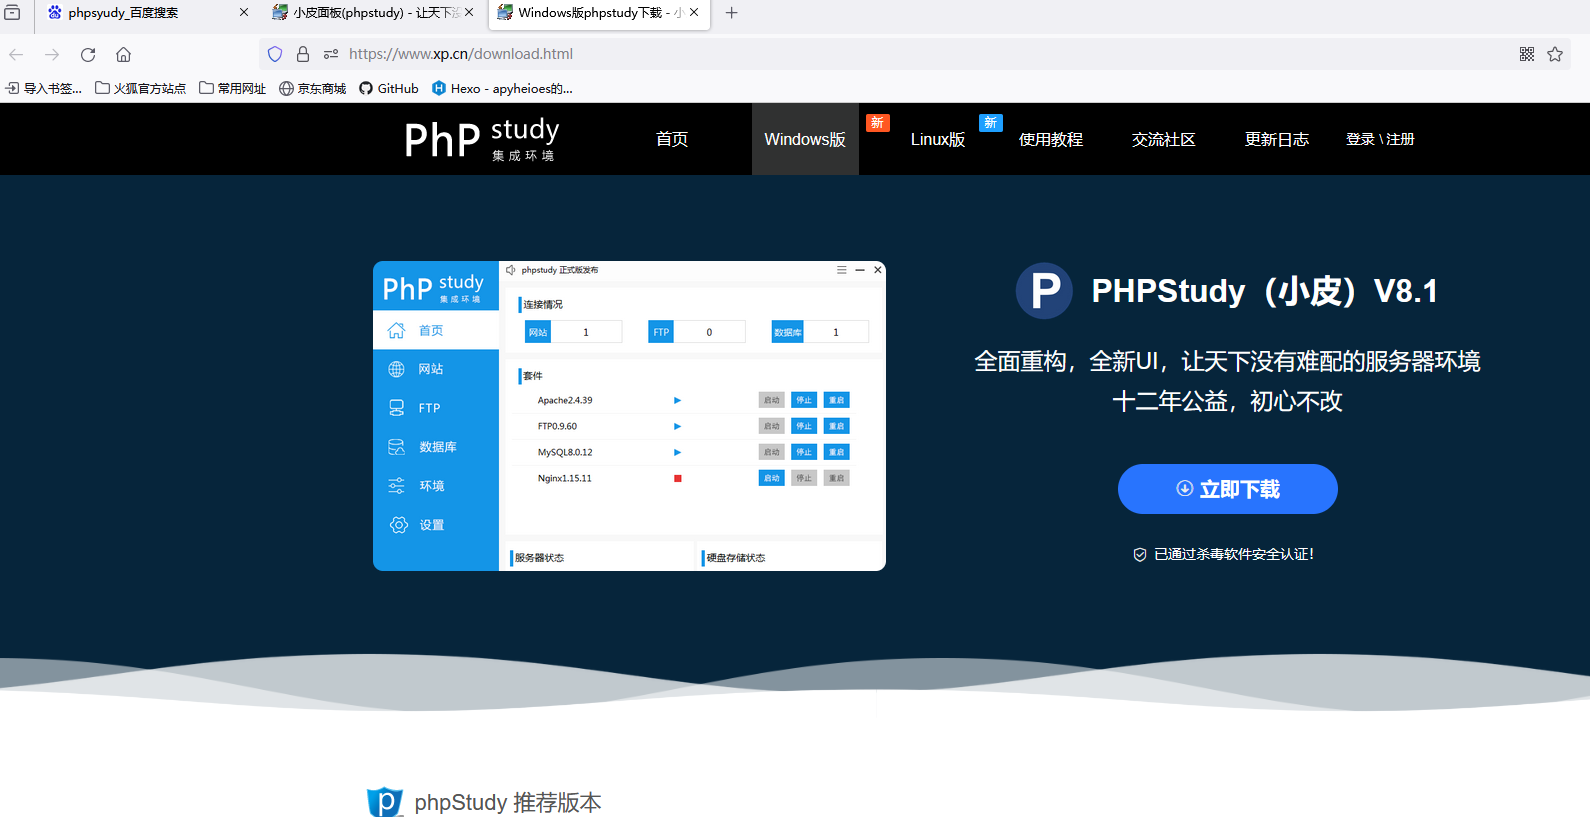 phpsyudy_百度搜索
小皮面板(phpstudy) - 让天下没
Windows版phpstudy下载 - 小
https://www.xp.cn/download.html
导入书签...
火狐官方站点
常用网址
京东商城
GitHub
Hexo - apyheioes的...
PhP study
集成环境
首页
Windows版
新
Linux版
新
使用教程
交流社区
更新日志
登录 \ 注册
PhP study
集成环境
首页
网站
FTP
数据库
环境
设置
phpstudy 正式版发布
连接情况
网站 1
FTP 0
数据库 1
套件
Apache2.4.39 启动 停止 重启
FTP0.9.60 启动 停止 重启
MySQL8.0.12 启动 停止 重启
Nginx1.15.11 启动 停止 重启
服务器状态
硬盘存储状态
P PHPStudy（小皮）V8.1
全面重构，全新UI，让天下没有难配的服务器环境
十二年公益，初心不改
立即下载
已通过杀毒软件安全认证！
p phpStudy 推荐版本